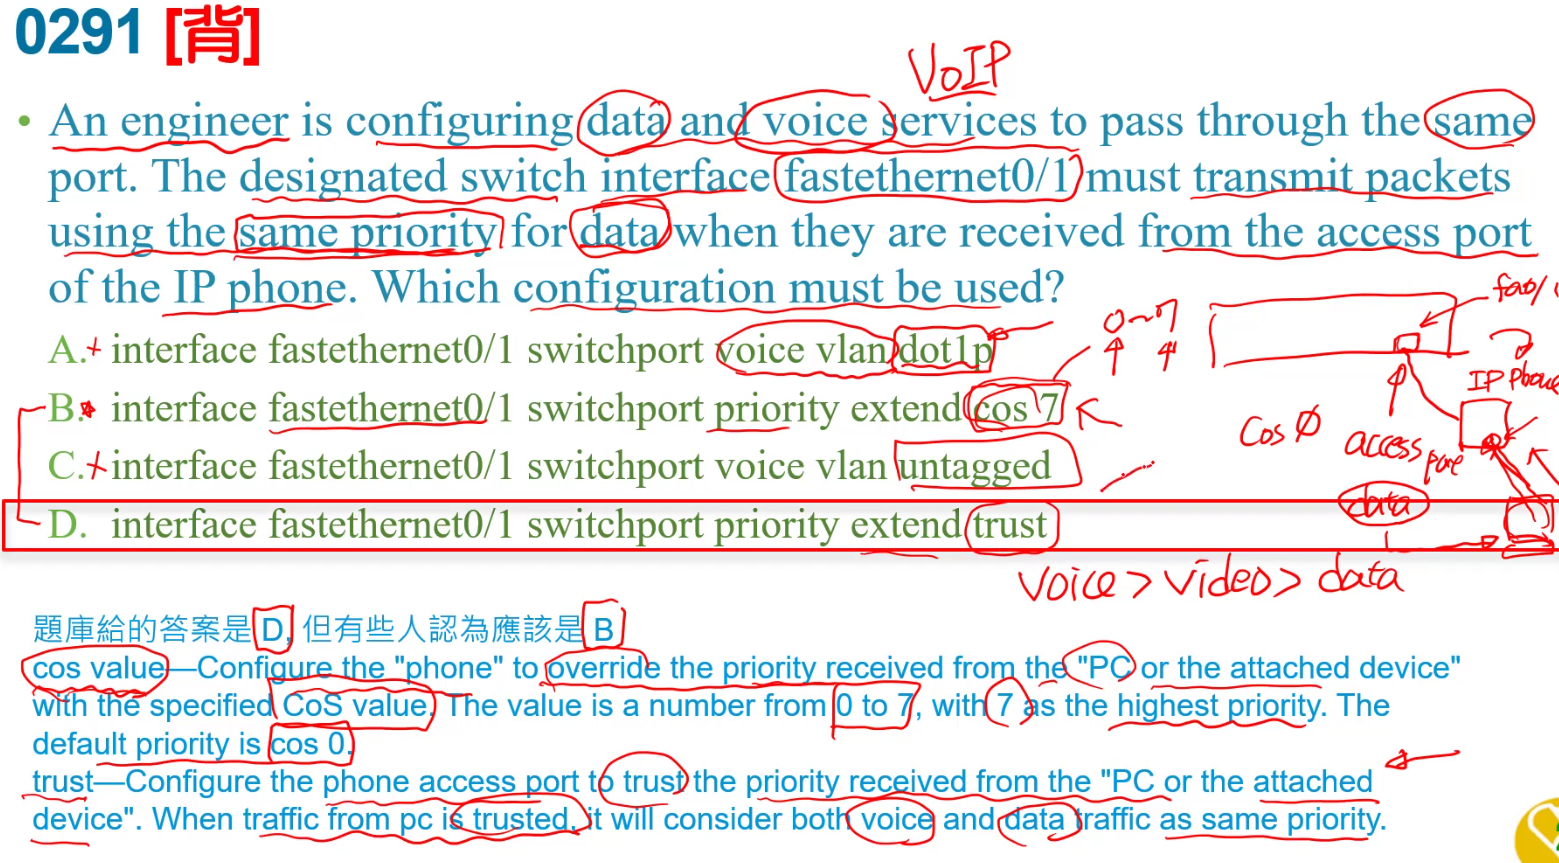 0291 [背]
VoIP
• An engineer is configuring data and voice services to pass through the same
port. The designated switch interface fastethernet0/1 must transmit packets
using the same priority for data when they are received from the access port
of the IP phone. Which configuration must be used?
A. interface fastethernet0/1 switchport voice vlan dot1p
B. interface fastethernet0/1 switchport priority extend cos 7
C. interface fastethernet0/1 switchport voice vlan untagged
D. interface fastethernet0/1 switchport priority extend trust
0~7
IP Phone
Cos 0
access port
data
voice > video > data
題庫給的答案是 D, 但有些人認為應該是 B
cos value—Configure the "phone" to override the priority received from the "PC or the attached device"
with the specified CoS value. The value is a number from 0 to 7, with 7 as the highest priority. The
default priority is cos 0.
trust—Configure the phone access port to trust the priority received from the "PC or the attached
device". When traffic from pc is trusted, it will consider both voice and data traffic as same priority.